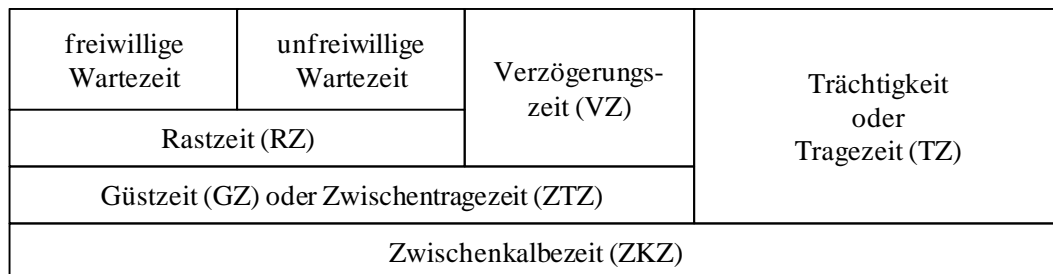 freiwillige
Wartezeit
unfreiwillige
Wartezeit
Verzögerungs-
zeit (VZ)
Trächtigkeit
oder
Tragezeit (TZ)
Rastzeit (RZ)
Güstzeit (GZ) oder Zwischentragezeit (ZTZ)
Zwischenkalbezeit (ZKZ)